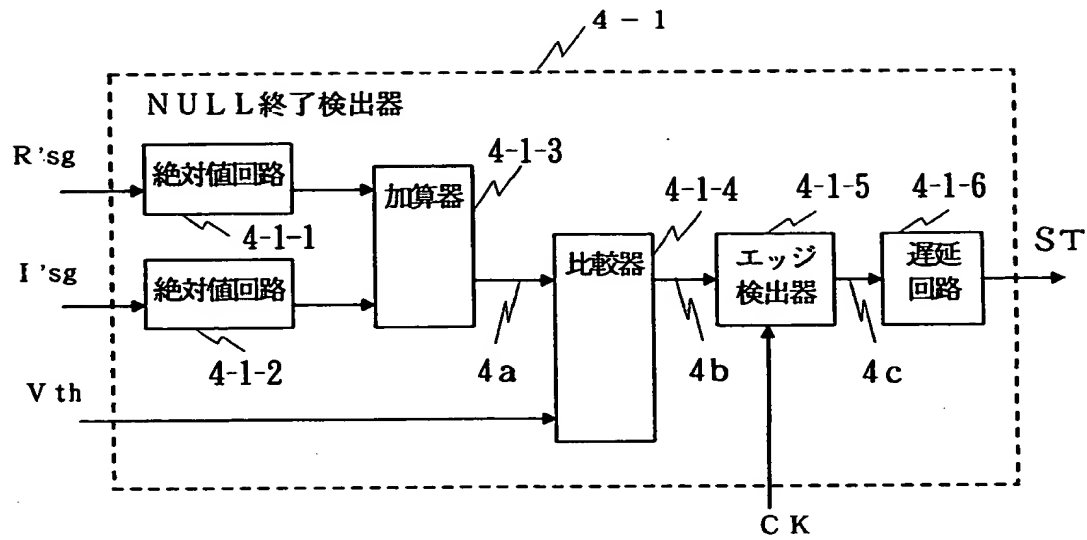 4-1
NULL終了検出器
R'sg
絶対値回路
4-1-1
I'sg
絶対値回路
4-1-2
加算器
4-1-3
4a
Vth
比較器
4-1-4
4b
エッジ
検出器
4-1-5
4c
遅延
回路
4-1-6
ST
CK